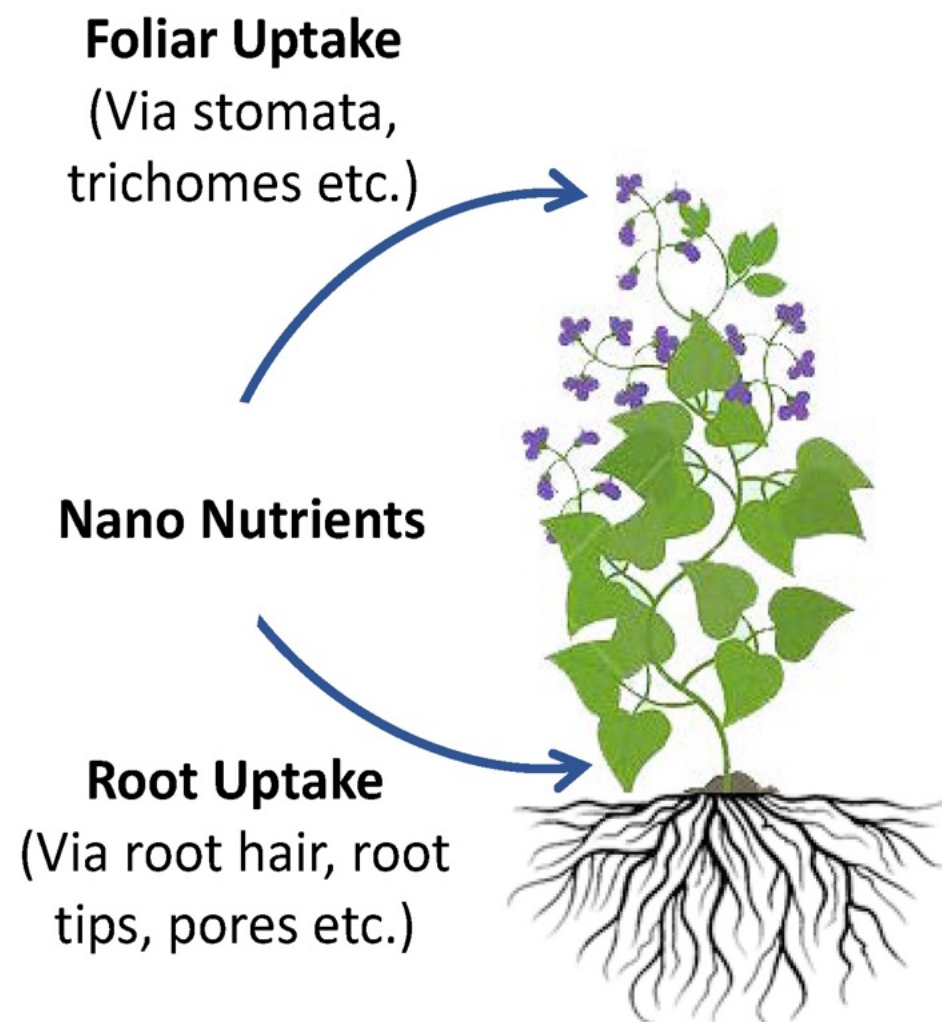 Foliar Uptake
(Via stomata,
trichomes etc.)
Nano Nutrients
Root Uptake
(Via root hair, root
tips, pores etc.)